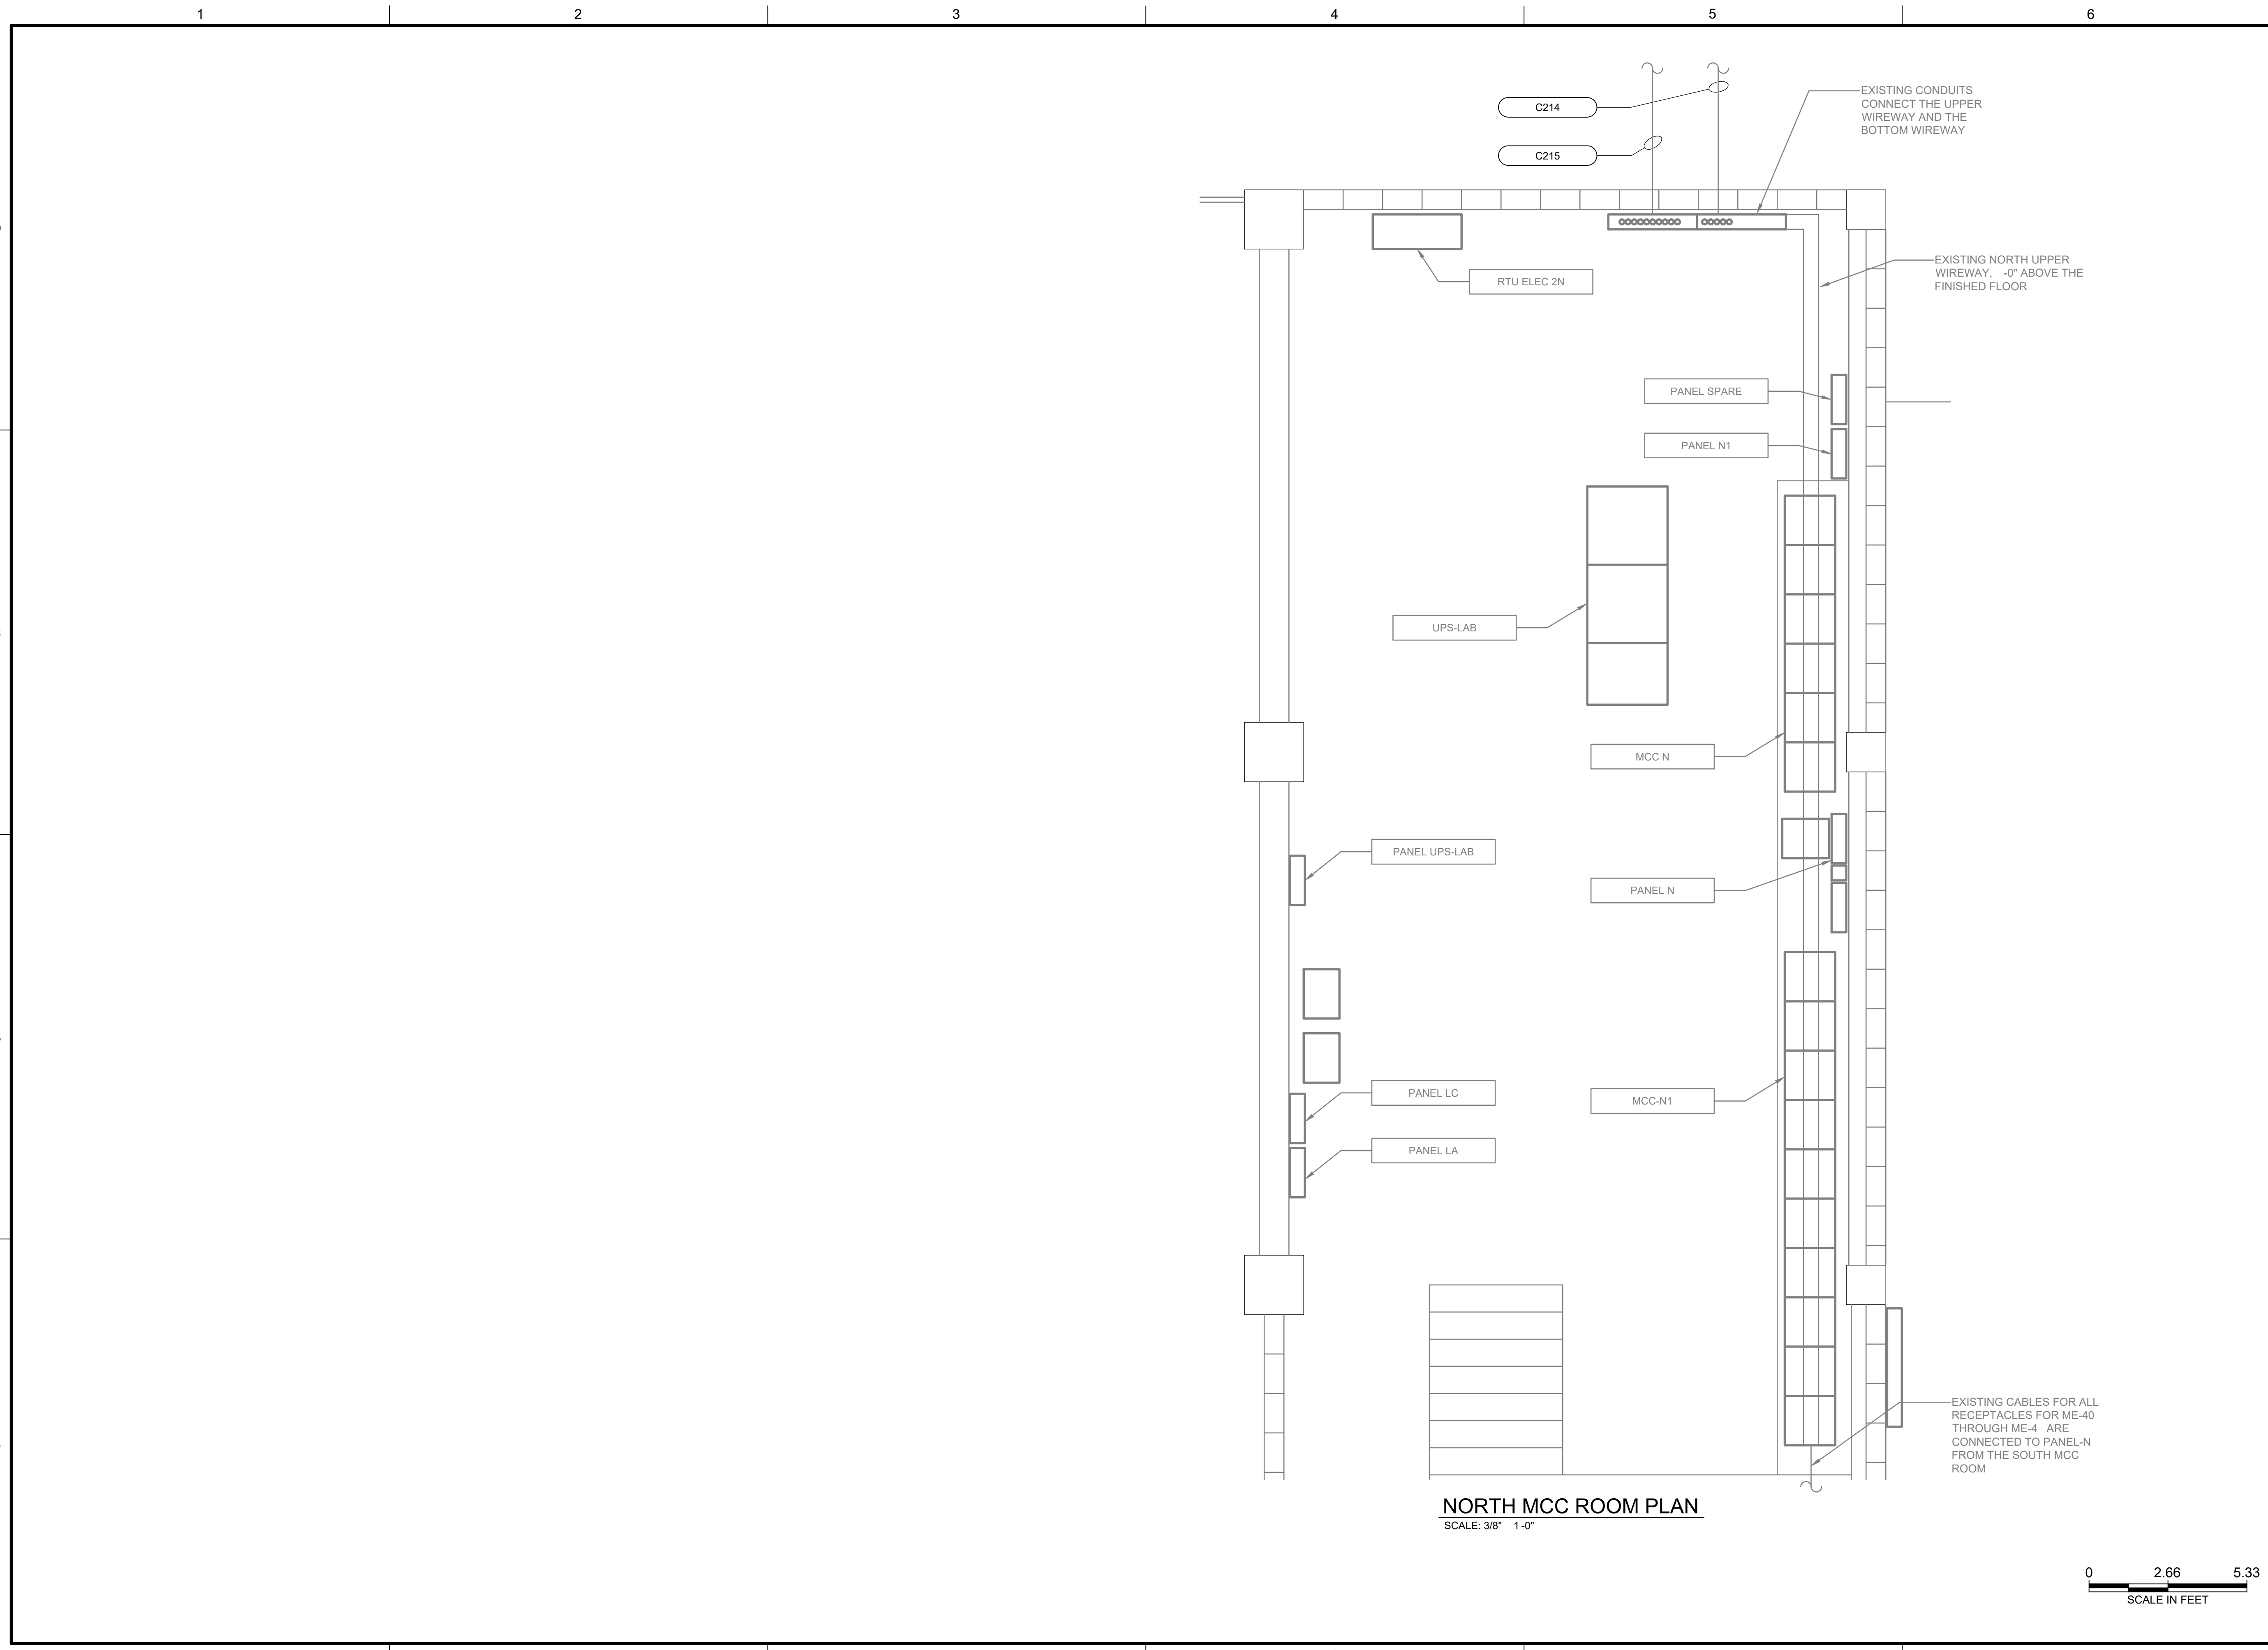 1
2
3
4
5
6
C214
C215
EXISTING CONDUITS
CONNECT THE UPPER
WIREWAY AND THE
BOTTOM WIREWAY
RTU ELEC 2N
EXISTING NORTH UPPER
WIREWAY, -0" ABOVE THE
FINISHED FLOOR
PANEL SPARE
PANEL N1
UPS-LAB
MCC N
PANEL UPS-LAB
PANEL N
PANEL LC
MCC-N1
PANEL LA
EXISTING CABLES FOR ALL
RECEPTACLES FOR ME-40
THROUGH ME-4 ARE
CONNECTED TO PANEL-N
FROM THE SOUTH MCC
ROOM
NORTH MCC ROOM PLAN
SCALE: 3/8" 1 -0"
0 2.66 5.33
SCALE IN FEET